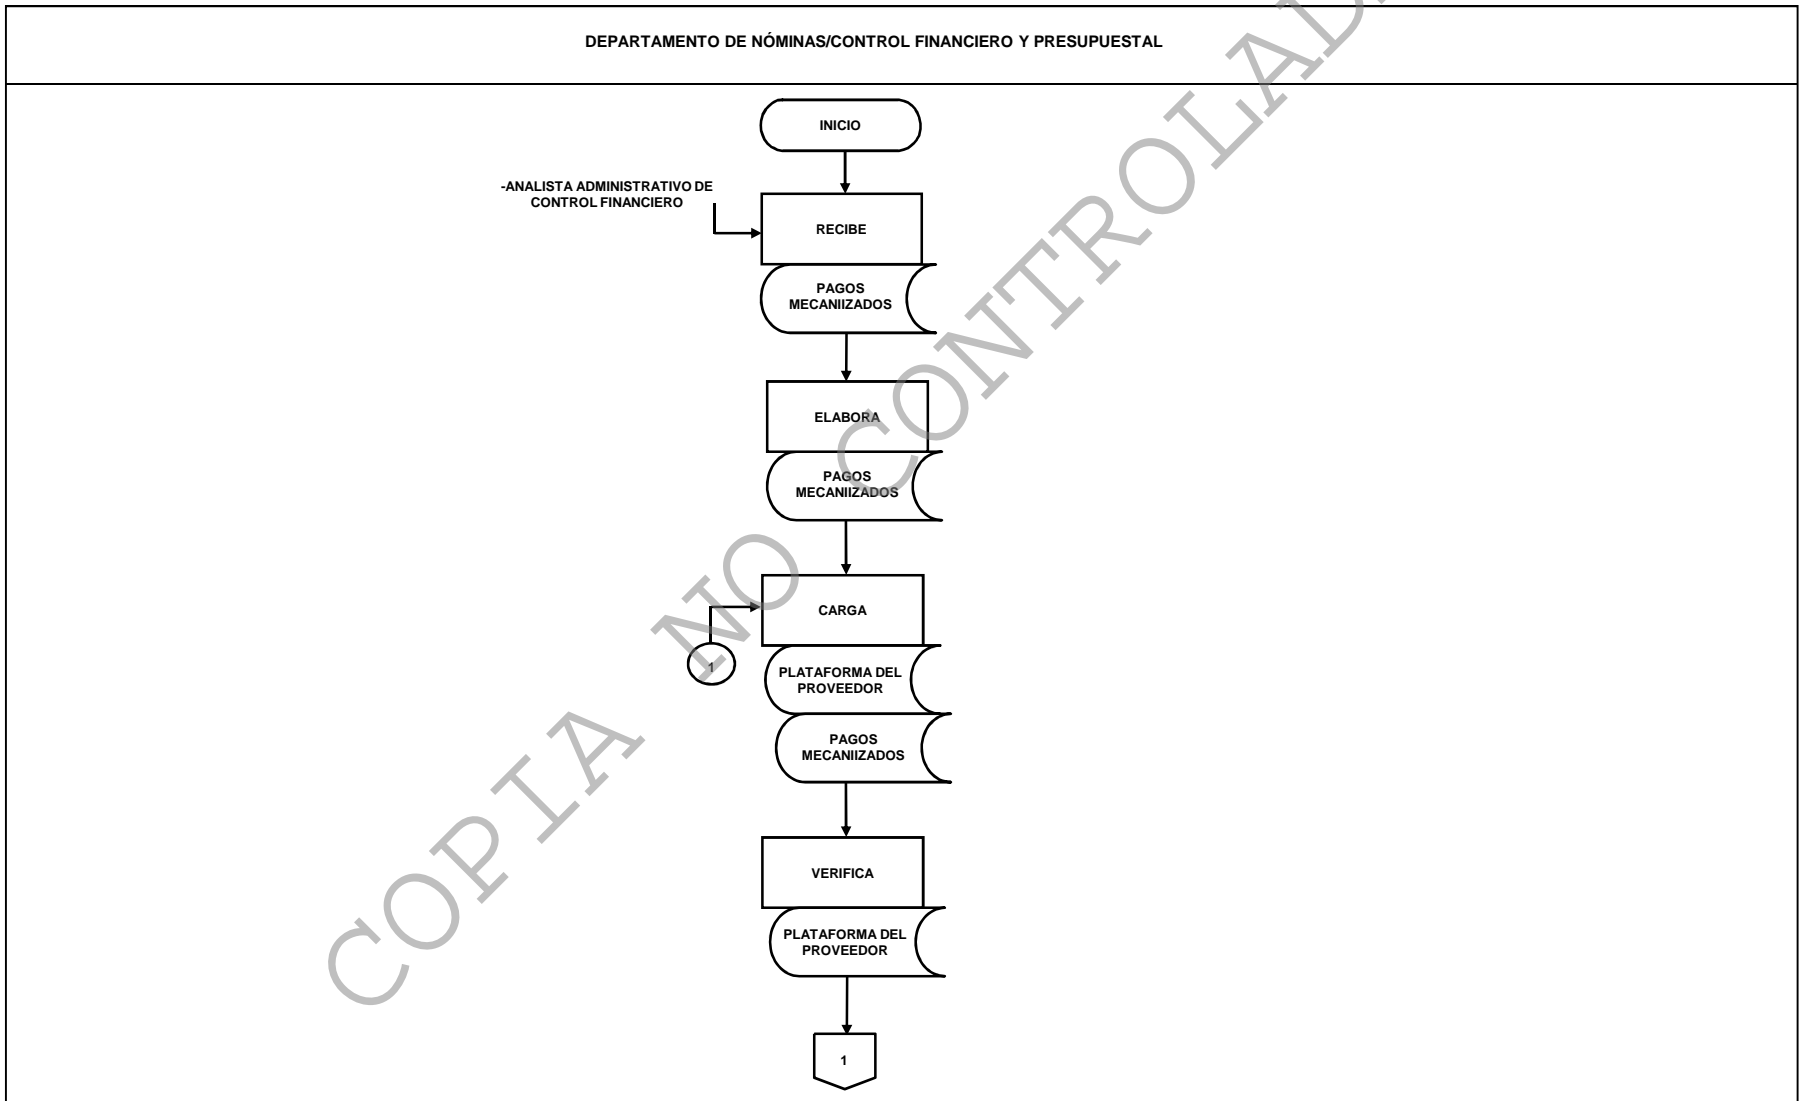 DEPARTAMENTO DE NÓMINAS/CONTROL FINANCIERO Y PRESUPUESTAL
INICIO
-ANALISTA ADMINISTRATIVO DE
CONTROL FINANCIERO
RECIBE
PAGOS
MECANIIZADOS
ELABORA
PAGOS
MECANIIZADOS
CARGA
1
PLATAFORMA DEL
PROVEEDOR
PAGOS
MECANIIZADOS
VERIFICA
PLATAFORMA DEL
PROVEEDOR
1
COPIA NO CONTROLAD